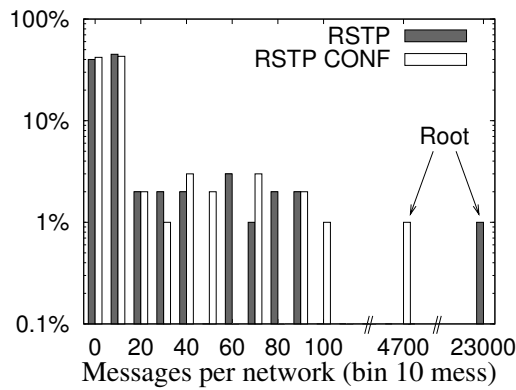 100%
RSTP
RSTP CONF
10%
Root
1%
0.1%
0 20 40 60 80 100 4700 23000
Messages per network (bin 10 mess)